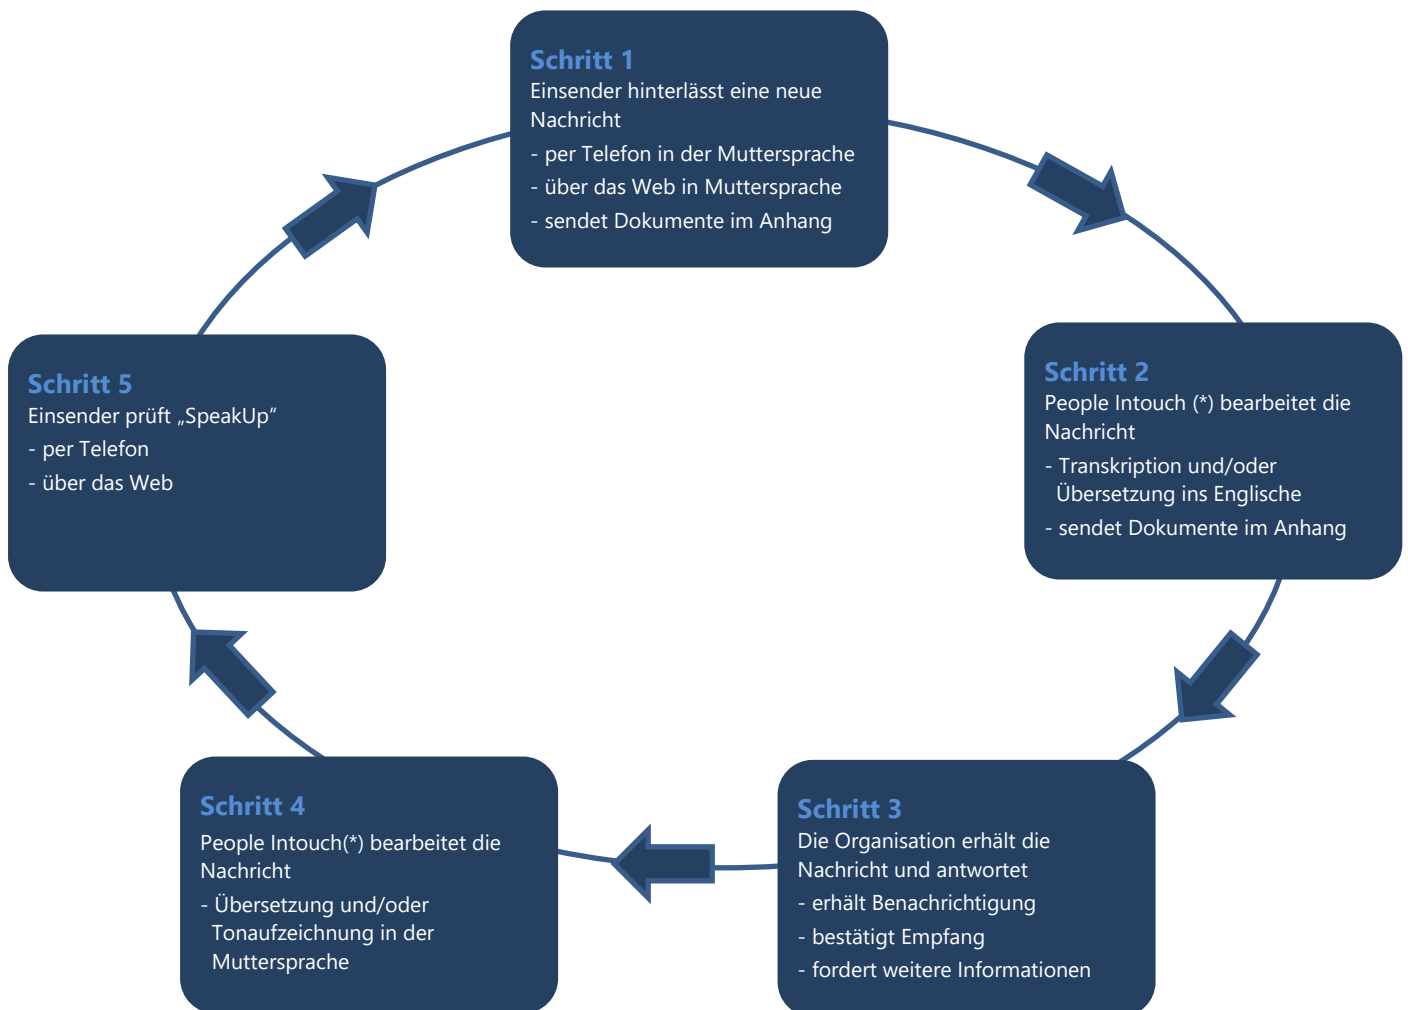 Schritt 1
Einsender hinterlässt eine neue
Nachricht
- per Telefon in der Muttersprache
- über das Web in Muttersprache
- sendet Dokumente im Anhang
Schritt 2
People Intouch (*) bearbeitet die
Nachricht
- Transkription und/oder
Übersetzung ins Englische
- sendet Dokumente im Anhang
Schritt 3
Die Organisation erhält die
Nachricht und antwortet
- erhält Benachrichtigung
- bestätigt Empfang
- fordert weitere Informationen
Schritt 4
People Intouch(*) bearbeitet die
Nachricht
- Übersetzung und/oder
Tonaufzeichnung in der
Muttersprache
Schritt 5
Einsender prüft „SpeakUp“
- per Telefon
- über das Web